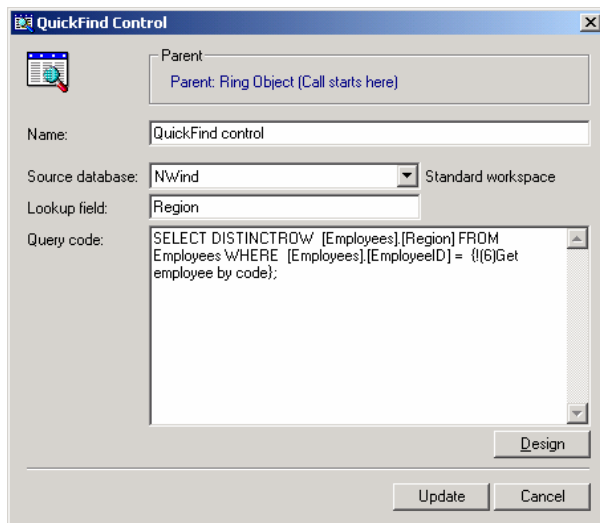 QuickFind Control
Parent
Parent: Ring Object (Call starts here)
Name: QuickFind control
Source database: NWind Standard workspace
Lookup field: Region
Query code: SELECT DISTINCTROW [Employees].[Region] FROM
Employees WHERE [Employees].[EmployeeID] = {!(6)Get
employee by code};
Design
Update Cancel